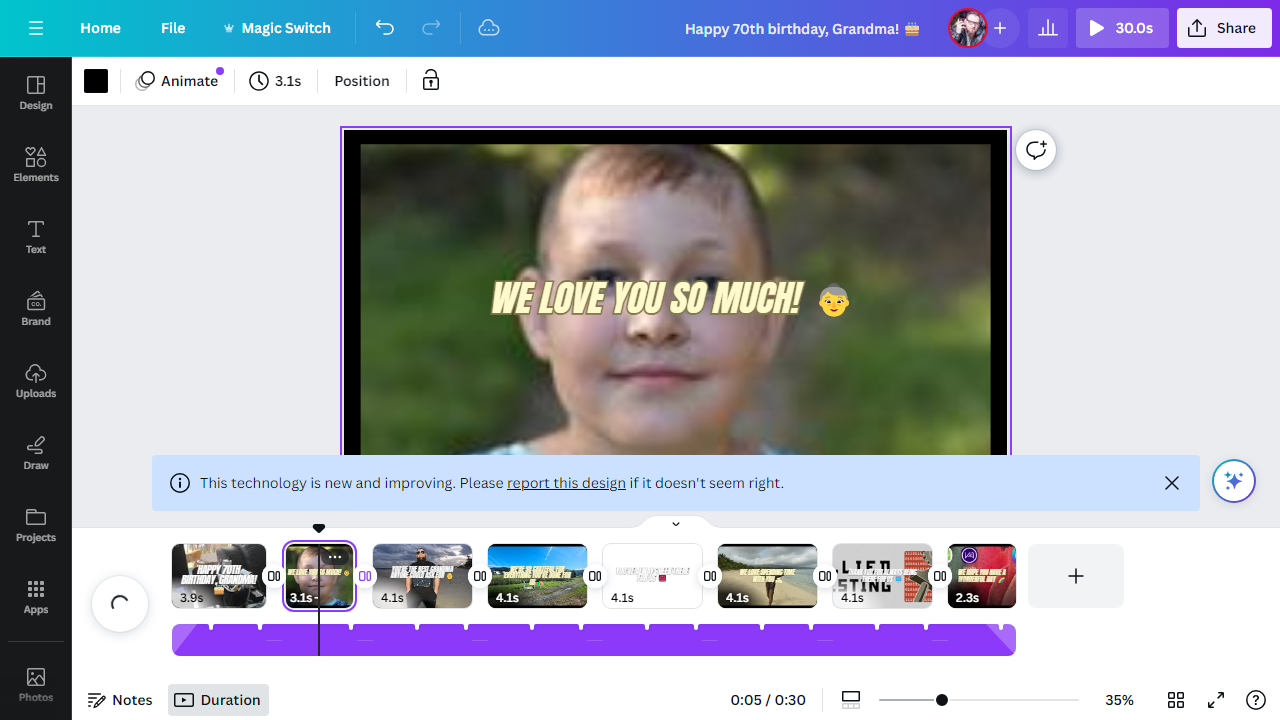 Home
File
Magic Switch
Happy 70th birthday, Grandma! 🎂
30.0s
Share
Design
Elements
Text
Brand
CO.
Uploads
Draw
Projects
Apps
Photos
Animate
3.1s
Position
WE LOVE YOU SO MUCH! 👵
This technology is new and improving. Please report this design if it doesn't seem right.
HAPPY 70TH
BIRTHDAY, GRANDMA!
3.9s
WE LOVE YOU SO MUCH!
3.1s
4.1s
4.1s
4.1s
WE LOVE SPENDING TIME
WITH YOU
4.1s
4.1s
WE HOPE YOU HAVE A
WONDERFUL DAY
2.3s
Notes
Duration
0:05 / 0:30
35%